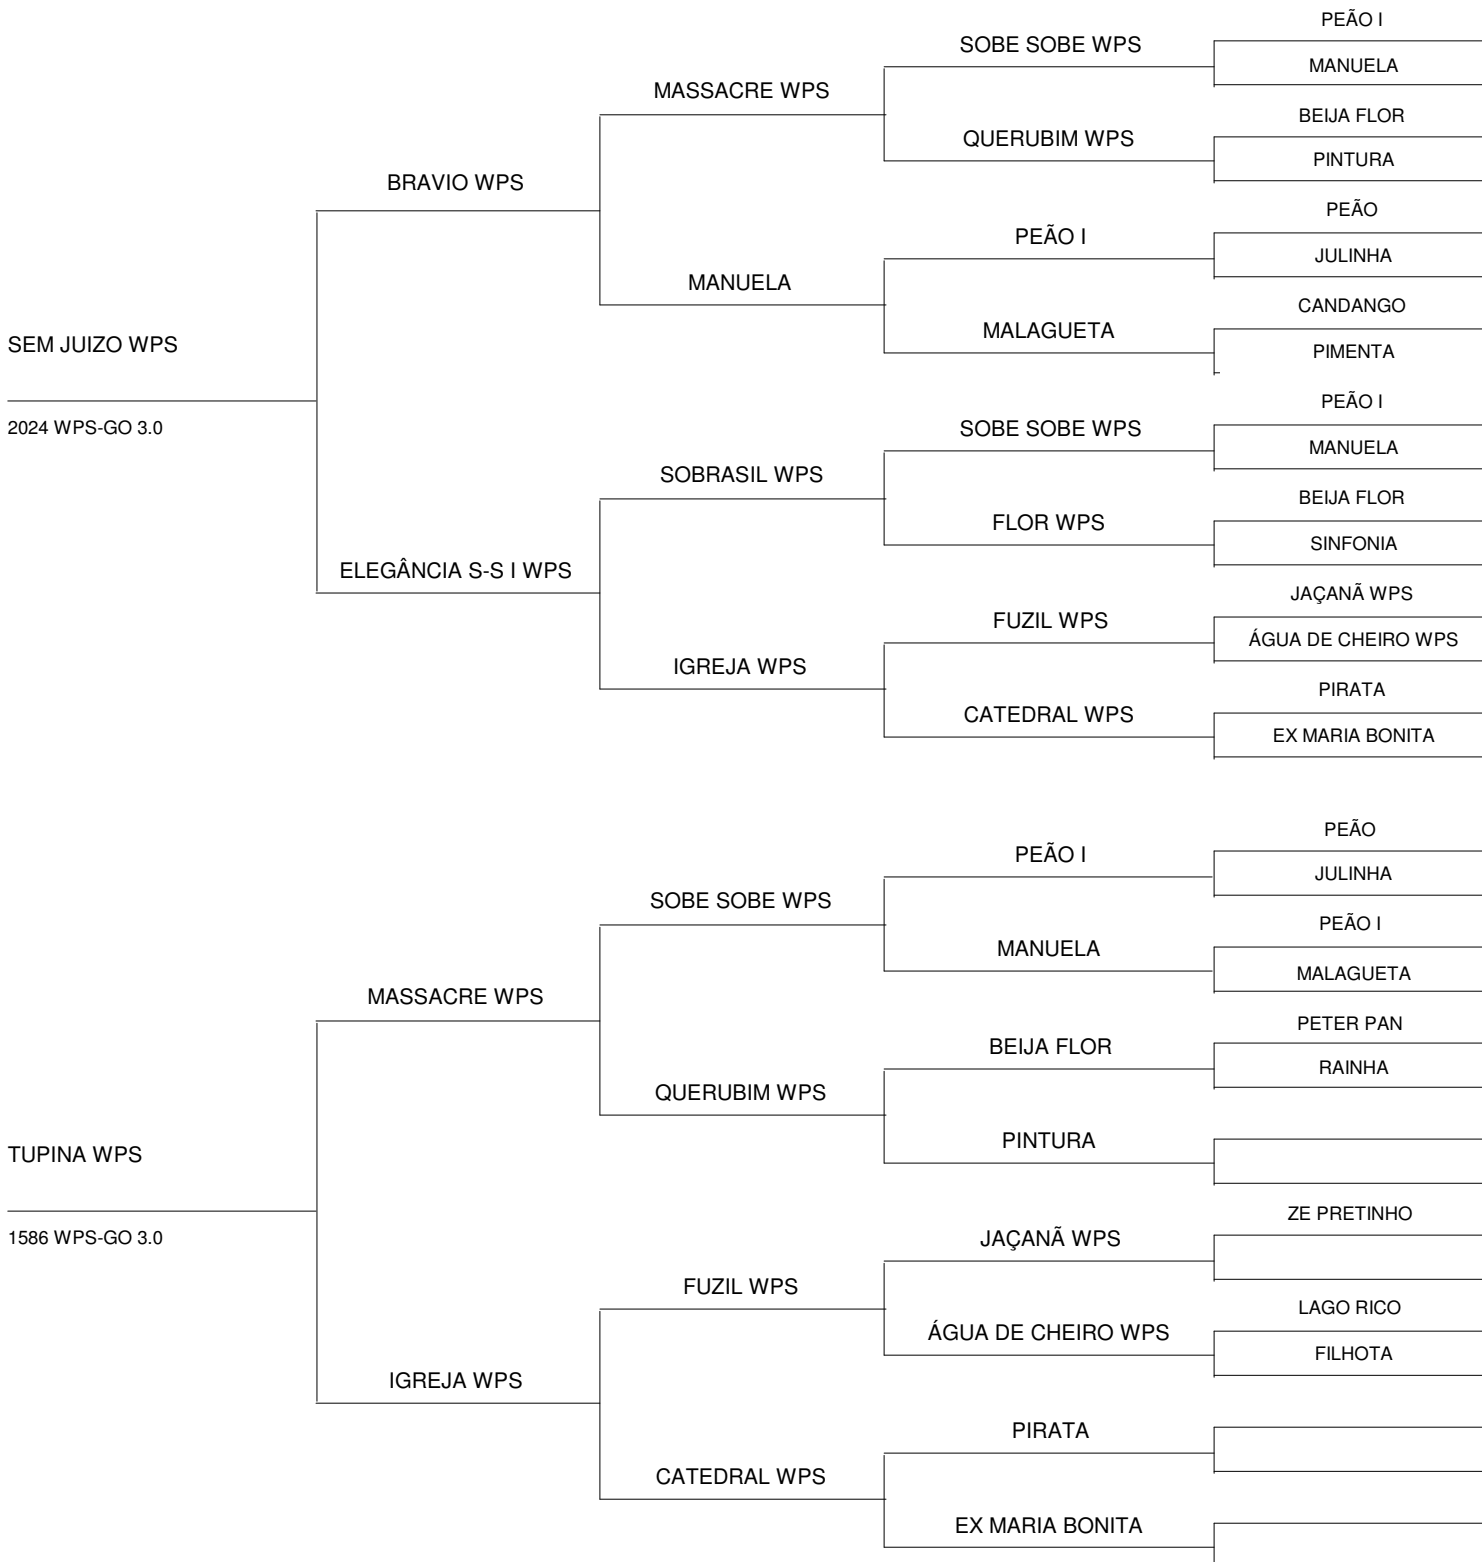 PEÃO I
SOBE SOBE WPS
MANUELA
MASSACRE WPS
BEIJA FLOR
QUERUBIM WPS
PINTURA
BRAVIO WPS
PEÃO
PEÃO I
JULINHA
MANUELA
CANDANGO
MALAGUETA
PIMENTA
SEM JUIZO WPS
2024 WPS-GO 3.0
PEÃO I
SOBE SOBE WPS
MANUELA
SOBRASIL WPS
BEIJA FLOR
FLOR WPS
SINFONIA
ELEGÂNCIA S-S I WPS
JAÇANÃ WPS
FUZIL WPS
ÁGUA DE CHEIRO WPS
IGREJA WPS
PIRATA
CATEDRAL WPS
EX MARIA BONITA
PEÃO
PEÃO I
JULINHA
SOBE SOBE WPS
PEÃO I
MANUELA
MALAGUETA
MASSACRE WPS
PETER PAN
BEIJA FLOR
RAINHA
QUERUBIM WPS
PINTURA
TUPINA WPS
1586 WPS-GO 3.0
ZE PRETINHO
JAÇANÃ WPS
FUZIL WPS
LAGO RICO
ÁGUA DE CHEIRO WPS
FILHOTA
IGREJA WPS
PIRATA
CATEDRAL WPS
EX MARIA BONITA